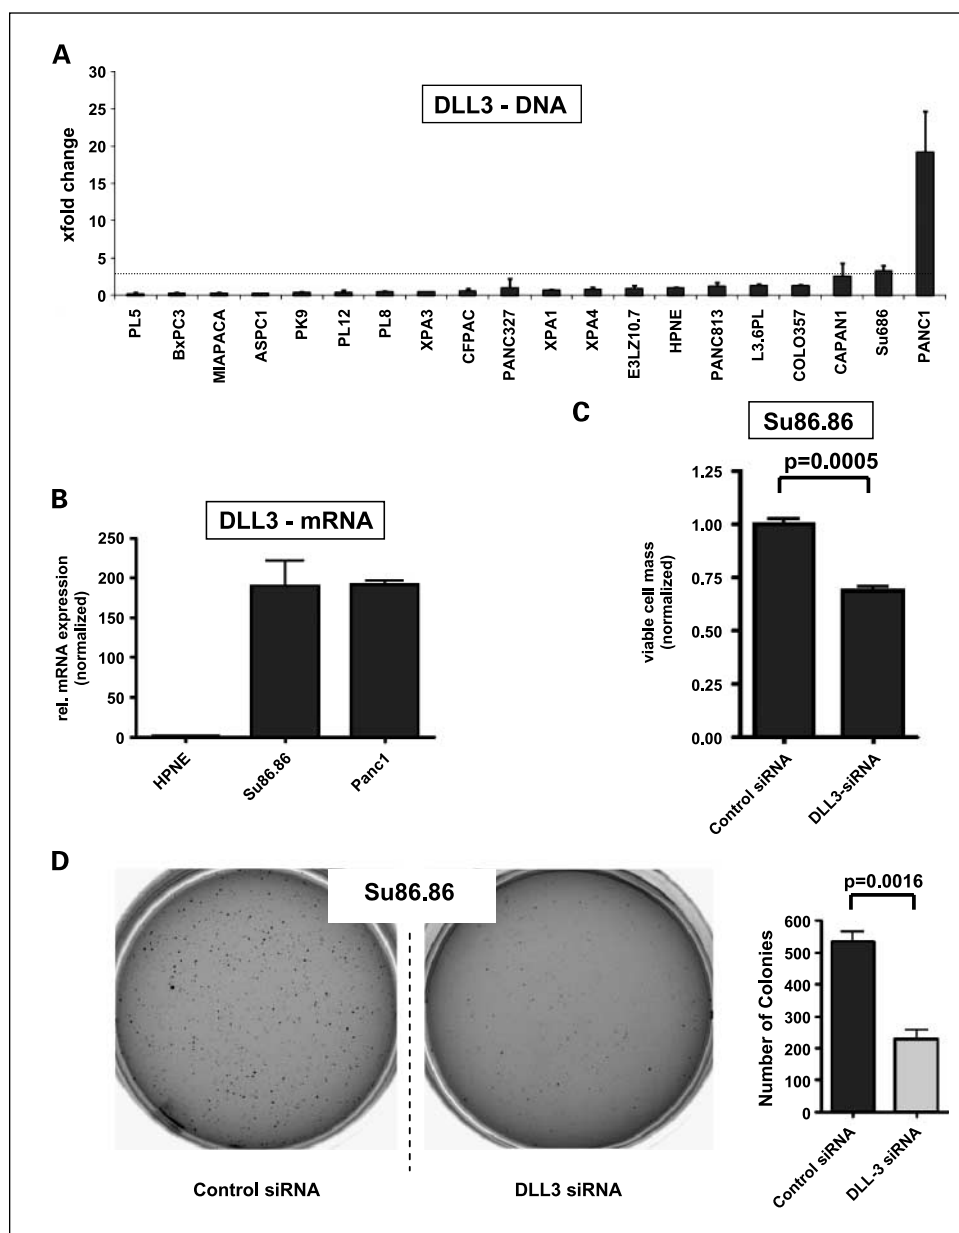 A
DLL3 - DNA
xfold change
30
25
20
15
10
5
0
PL5
BxPC3
MIAPACA
ASPC1
PK9
PL12
PL8
XPA3
CFPAC
PANC327
XPA1
XPA4
E3LZ10.7
HPNE
PANC813
L3.6PL
COLO357
CAPAN1
Su686
PANC1
B
DLL3 - mRNA
rel. mRNA expression
(normalized)
250
200
150
100
50
0
HPNE
Su86.86
Panc1
C
Su86.86
p=0.0005
viable cell mass
(normalized)
1.25
1.00
0.75
0.50
0.25
0.00
Control siRNA
DLL3-siRNA
D
Su86.86
Control siRNA
DLL3 siRNA
p=0.0016
Number of Colonies
600
500
400
300
200
100
0
Control siRNA
DLL-3 siRNA